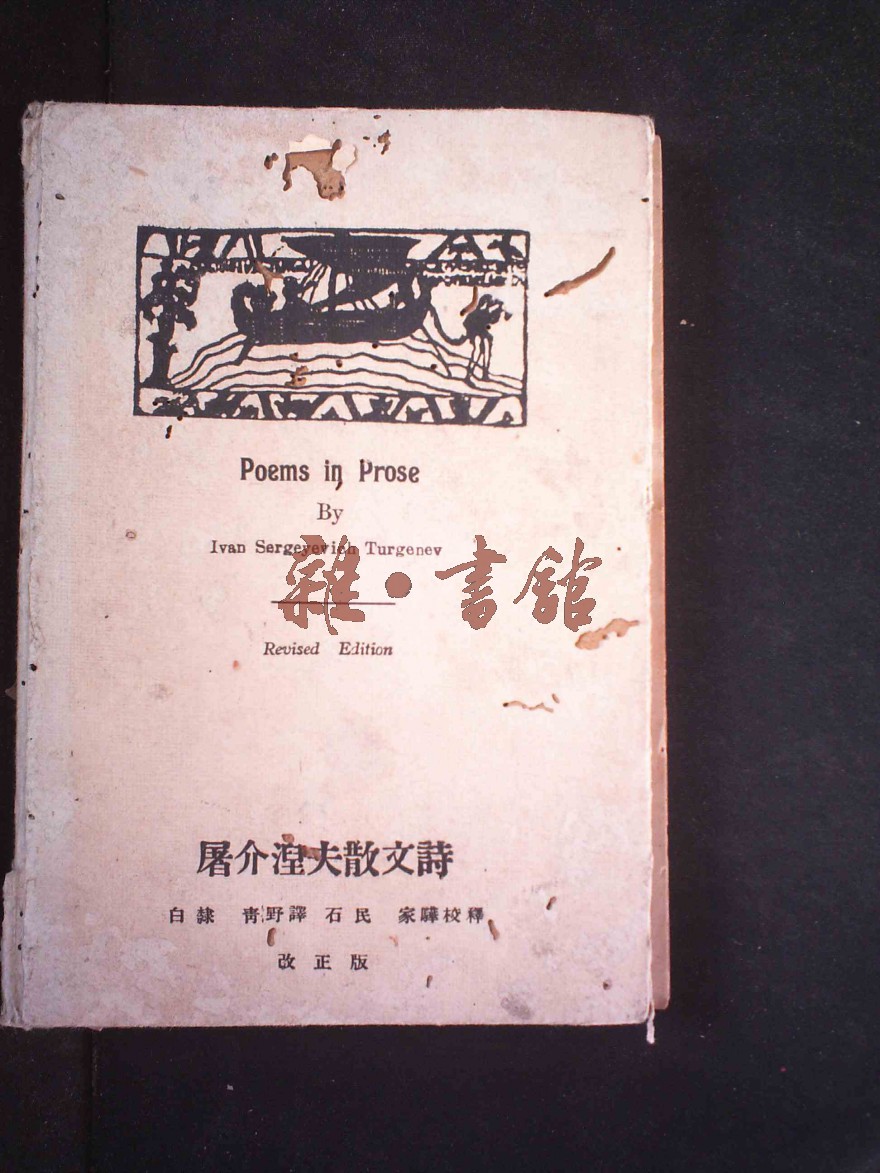 Poems in Prose
By
Ivan Sergeyevich Turgenev
雜·書館
Revised Edition
屠介涅夫散文詩
白棣 靑野譯 石民 家驊校釋
改正版